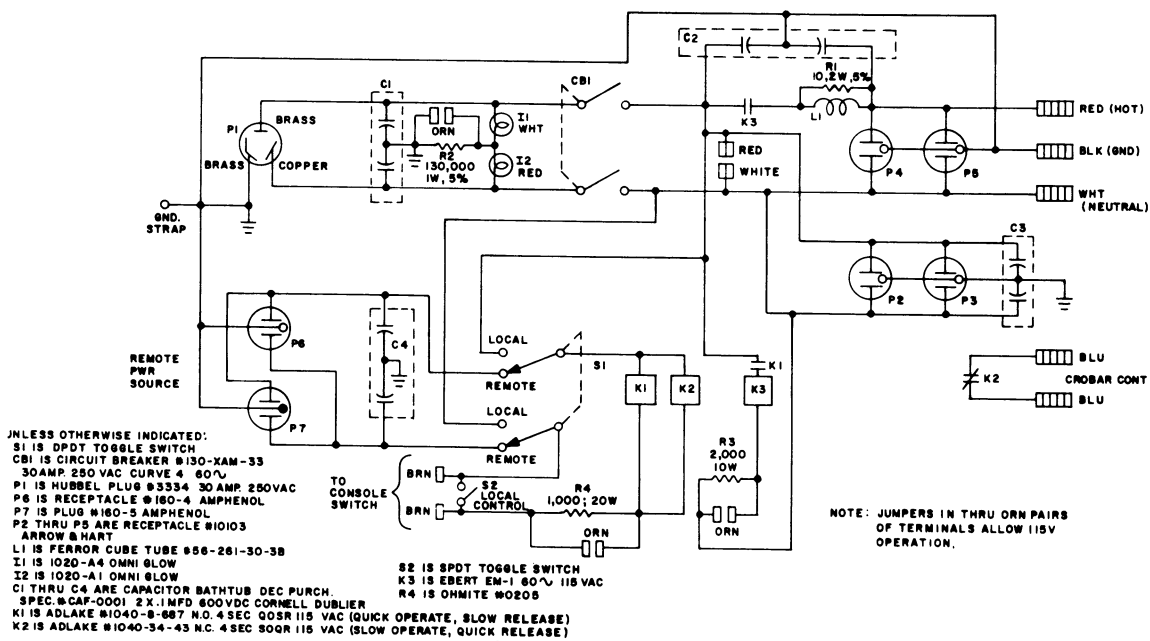 C2
R1
10,2W,5%
CB1
C1
BRASS
P1
ORN
I1
WHT
K3
L1
RED (HOT)
BRASS
COPPER
R2
130,000
1W, 5%
I2
RED
RED
WHITE
P4
P5
BLK (GND)
WHT
(NEUTRAL)
GND.
STRAP
C3
P2
P3
P6
C4
LOCAL
REMOTE
S1
REMOTE
PWR
SOURCE
K1
K2
K1
K3
BLU
K2
CROBAR CONT
BLU
P7
LOCAL
REMOTE
R3
2,000
10W
ORN
TO
CONSOLE
SWITCH
BRN
S2
LOCAL
CONTROL
BRN
R4
1,000; 20W
ORN
NOTE: JUMPERS IN THRU ORN PAIRS
OF TERMINALS ALLOW 115V
OPERATION.
UNLESS OTHERWISE INDICATED:
S1 IS DPDT TOGGLE SWITCH
CB1 IS CIRCUIT BREAKER #130-XAM-33
30AMP. 250 VAC CURVE 4 60∿
P1 IS HUBBEL PLUG #3334 30 AMP. 250VAC
P6 IS RECEPTACLE #160-4 AMPHENOL
P7 IS PLUG #160-5 AMPHENOL
P2 THRU P5 ARE RECEPTACLE #10103
ARROW & HART
L1 IS FERROR CUBE TUBE #56-261-30-3B
I1 IS 1020-A4 OMNI GLOW
I2 IS 1020-A1 OMNI GLOW
C1 THRU C4 ARE CAPACITOR BATHTUB DEC PURCH.
SPEC.#CAF-0001 2 X .1 MFD 600VDC CORNELL DUBLIER
K1 IS ADLAKE #1040-8-687 N.O. 4 SEC QOSR 115 VAC (QUICK OPERATE, SLOW RELEASE)
K2 IS ADLAKE #1040-34-43 N.C. 4SEC SOQR 115 VAC (SLOW OPERATE, QUICK RELEASE)
S2 IS SPDT TOGGLE SWITCH
K3 IS EBERT EM-1 60∿ 115 VAC
R4 IS OHMITE #0205